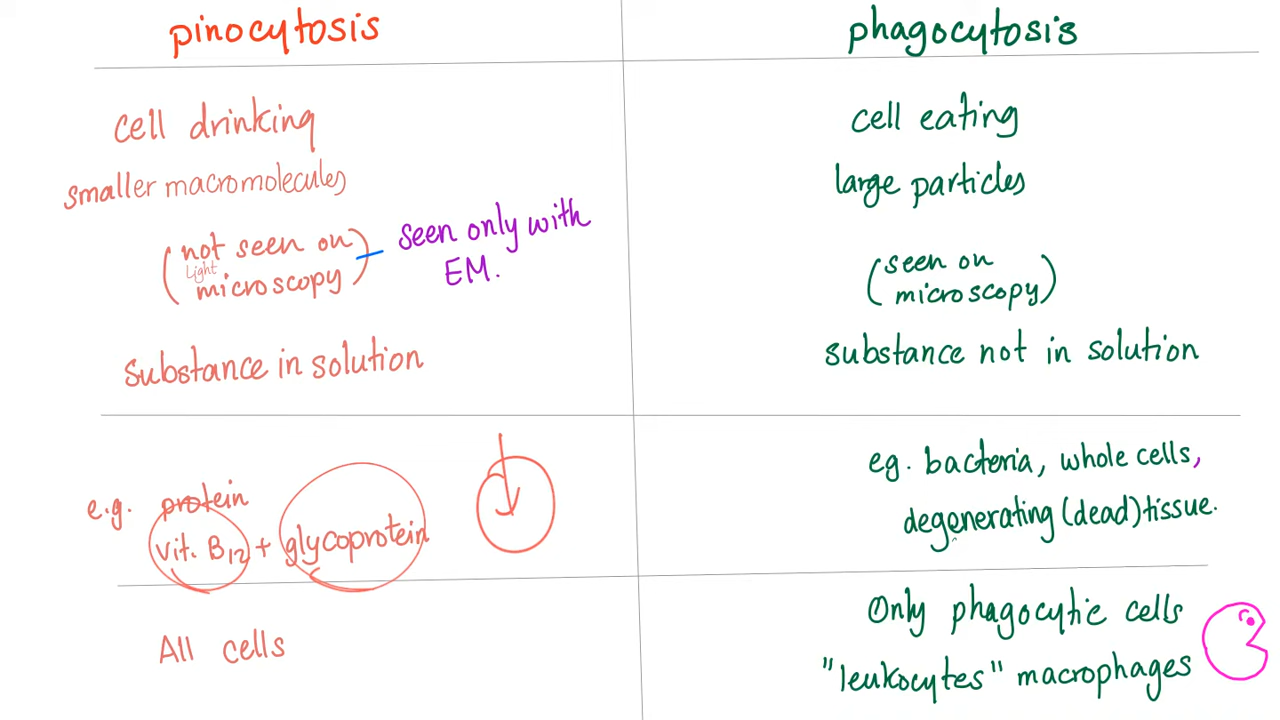 pinocytosis
phagocytosis
cell drinking
smaller macromolecules
(not seen on
Light
microscopy)
seen only with
EM.
substance in solution
cell eating
large particles
(seen on
microscopy)
substance not in solution
e.g. protein
vit. B12 + glycoprotein
eg. bacteria, whole cells,
degenerating (dead) tissue.
All cells
Only phagocytic cells
"leukocytes" macrophages